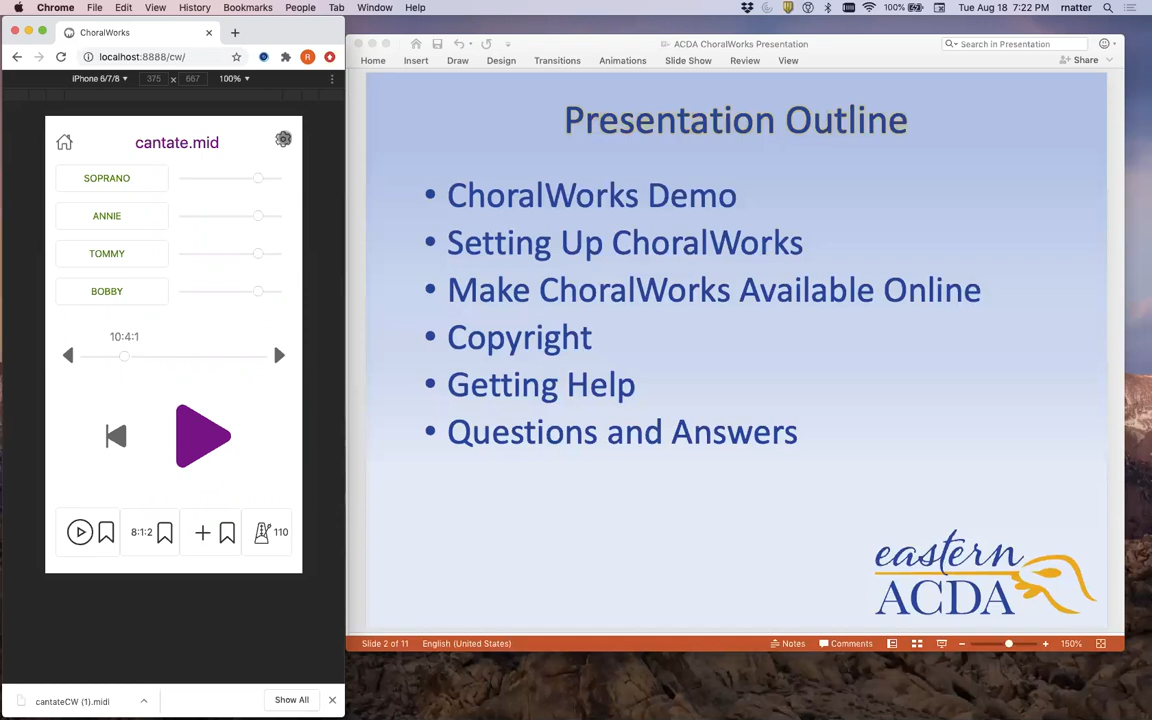 Chrome File Edit View History Bookmarks People Tab Window Help 100% Tue Aug 18 7:22 PM rnatter
ChoralWorks
localhost:8888/cw/
R
iPhone 6/7/8 375 x 667 100%
cantate.mid
SOPRANO
ANNIE
TOMMY
BOBBY
10:4:1
8:1:2
110
cantateCW (1).midi
Show All
ACDA ChoralWorks Presentation
Search in Presentation
Home Insert Draw Design Transitions Animations Slide Show Review View
Share
Presentation Outline
• ChoralWorks Demo
• Setting Up ChoralWorks
• Make ChoralWorks Available Online
• Copyright
• Getting Help
• Questions and Answers
eastern
ACDA
Slide 2 of 11 English (United States) Notes Comments 150%